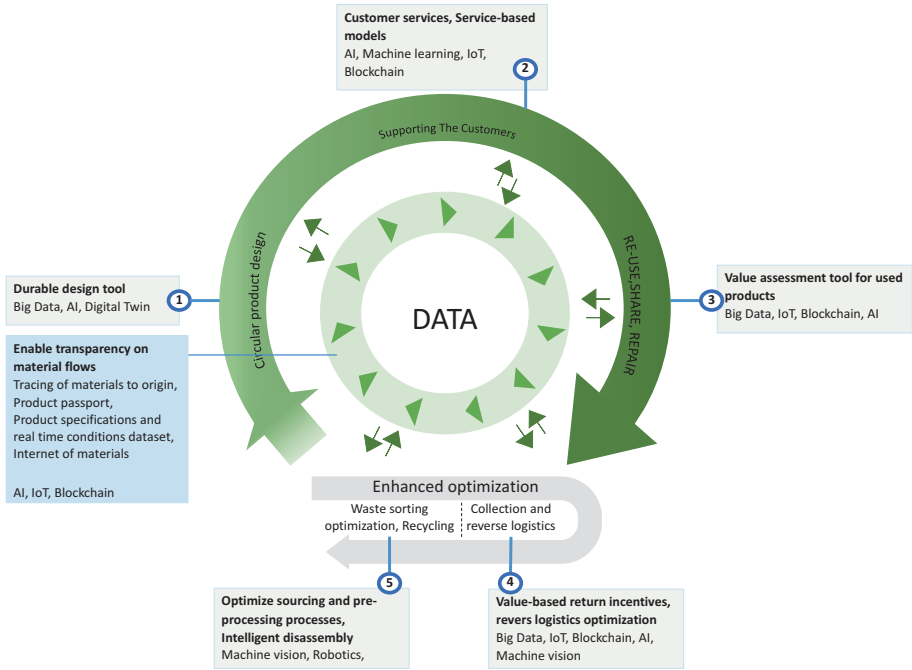 Customer services, Service-based
models
AI, Machine learning, IoT,
Blockchain
2
Supporting The Customers
Circular product design
RE-USE,SHARE, REPAIR
Durable design tool
Big Data, AI, Digital Twin
1
Enable transparency on
material flows
Tracing of materials to origin,
Product passport,
Product specifications and
real time conditions dataset,
Internet of materials
AI, IoT, Blockchain
DATA
3
Value assessment tool for used
products
Big Data, IoT, Blockchain, AI
Enhanced optimization
Waste sorting
optimization, Recycling
Collection and
reverse logistics
5
Optimize sourcing and pre-
processing processes,
Intelligent disassembly
Machine vision, Robotics,
4
Value-based return incentives,
revers logistics optimization
Big Data, IoT, Blockchain, AI,
Machine vision